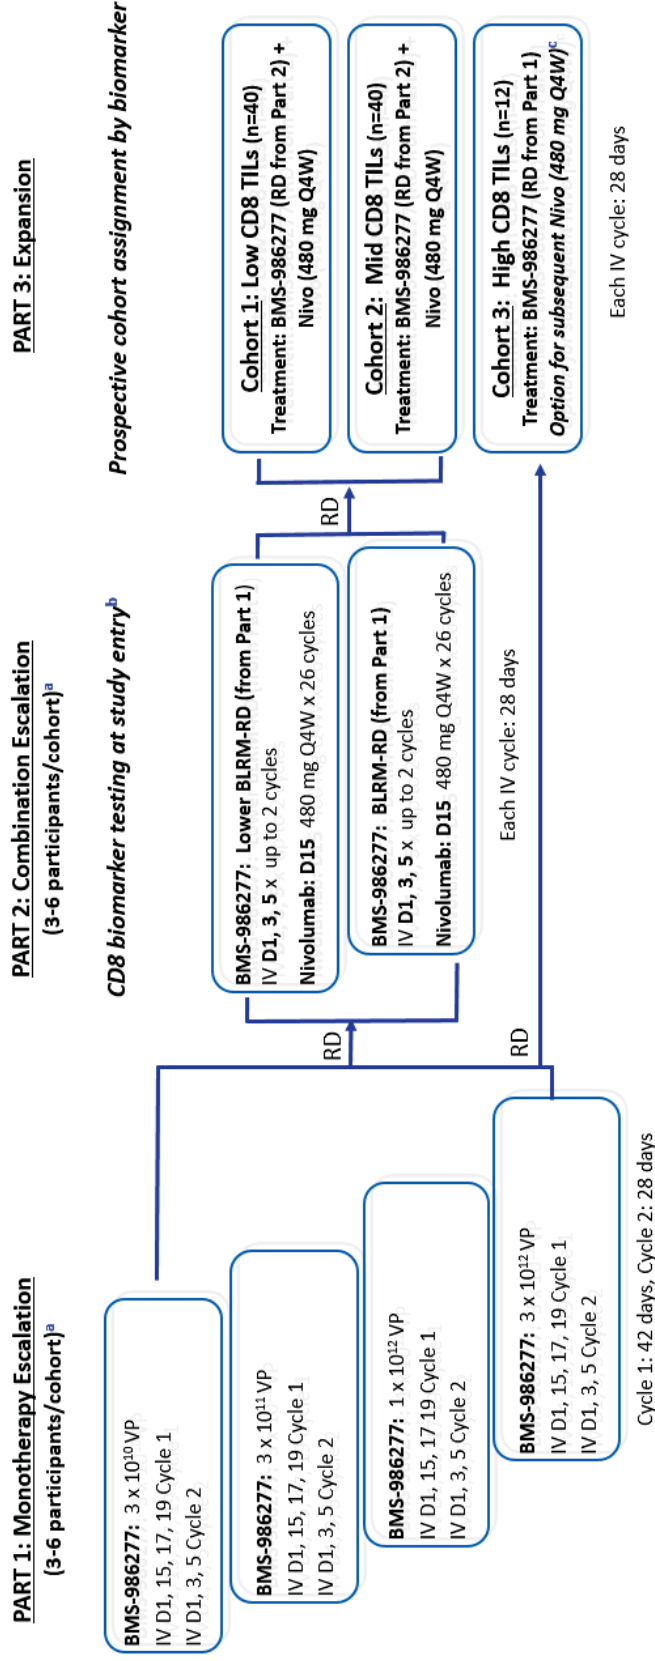 PART 1: Monotherapy Escalation
(3-6 participants/cohort)a
BMS-986277: 3 x 10¹⁰ VP
IV D1, 15, 17, 19 Cycle 1
IV D1, 3, 5 Cycle 2
BMS-986277: 3 x 10¹¹ VP
IV D1, 15, 17, 19 Cycle 1
IV D1, 3, 5 Cycle 2
BMS-986277: 1 x 10¹² VP
IV D1, 15, 17 19 Cycle 1
IV D1, 3, 5 Cycle 2
BMS-986277: 3 x 10¹² VP
IV D1, 15, 17, 19 Cycle 1
IV D1, 3, 5 Cycle 2
Cycle 1: 42 days, Cycle 2: 28 days
RD
RD
PART 2: Combination Escalation
(3-6 participants/cohort)a
CD8 biomarker testing at study entryb
BMS-986277: Lower BLRM-RD (from Part 1)
IV D1, 3, 5 x up to 2 cycles
Nivolumab: D15 480 mg Q4W x 26 cycles
BMS-986277: BLRM-RD (from Part 1)
IV D1, 3, 5 x up to 2 cycles
Nivolumab: D15 480 mg Q4W x 26 cycles
Each IV cycle: 28 days
RD
PART 3: Expansion
Prospective cohort assignment by biomarker
Cohort 1: Low CD8 TILs (n=40)
Treatment: BMS-986277 (RD from Part 2) +
Nivo (480 mg Q4W)
Cohort 2: Mid CD8 TILs (n=40)
Treatment: BMS-986277 (RD from Part 2) +
Nivo (480 mg Q4W)
Cohort 3: High CD8 TILs (n=12)
Treatment: BMS-986277 (RD from Part 1)
Option for subsequent Nivo (480 mg Q4W)c
Each IV cycle: 28 days